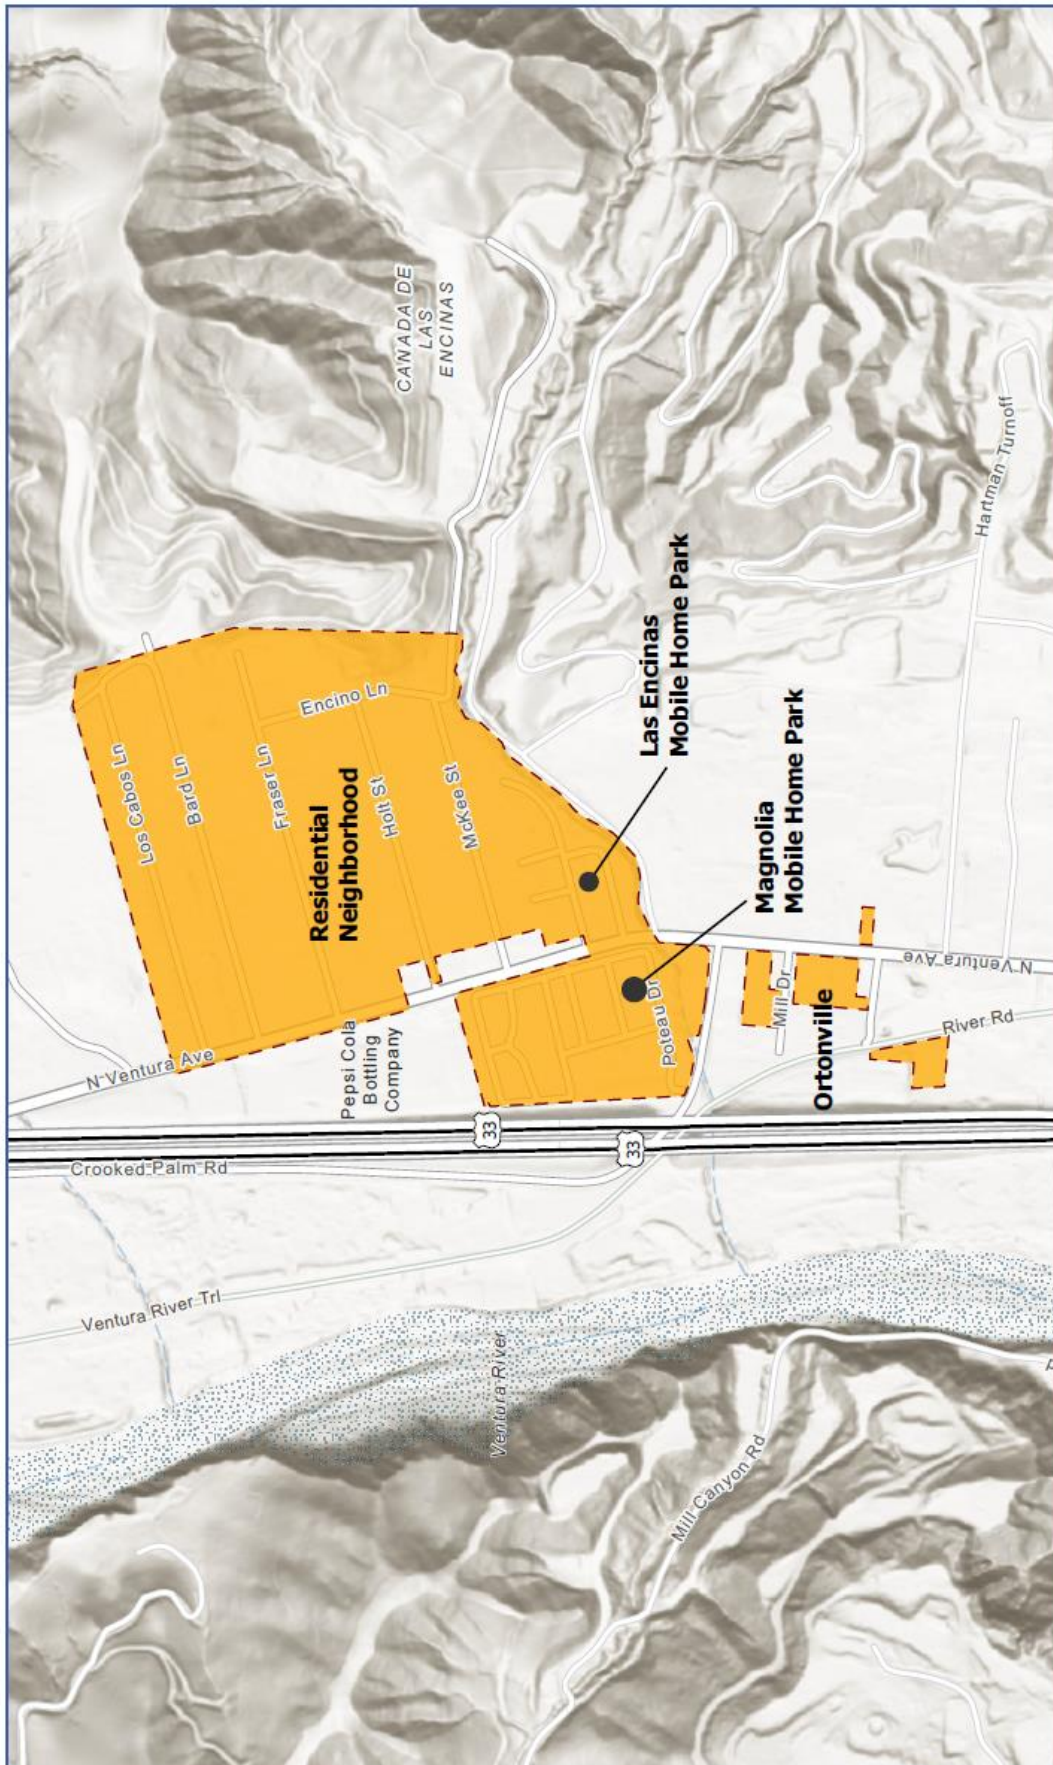 CANADA DE
LAS
ENCINAS
Los Cabos Ln
Bard Ln
Fraser Ln
Encino Ln
Holt St
McKee St
Residential
Neighborhood
Las Encinas
Mobile Home Park
Magnolia
Mobile Home Park
Hartman Turnoff
N Ventura Ave
Pepsi Cola
Bottling
Company
Poteau Dr
Mill Dr
Ortonville
N Ventura Ave
River Rd
33
33
Crooked Palm Rd
Ventura River Trl
Ventura River
Mill Canyon Rd
A